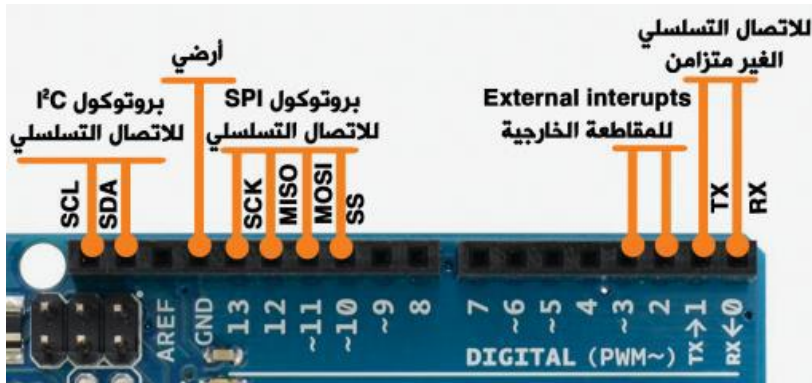 للاتصال التسلسلي
الغير متزامن
أرضي
بروتوكول SPI
للاتصال التسلسلي
بروتوكول I²C
للاتصال التسلسلي
External interupts
للمقاطعة الخارجية
SCL
SDA
SCK
MISO
MOSI
SS
TX
RX
AREF
GND
13
12
~11
~10
~9
8
7
~6
~5
4
~3
2
TX→1
RX←0
DIGITAL (PWM~)